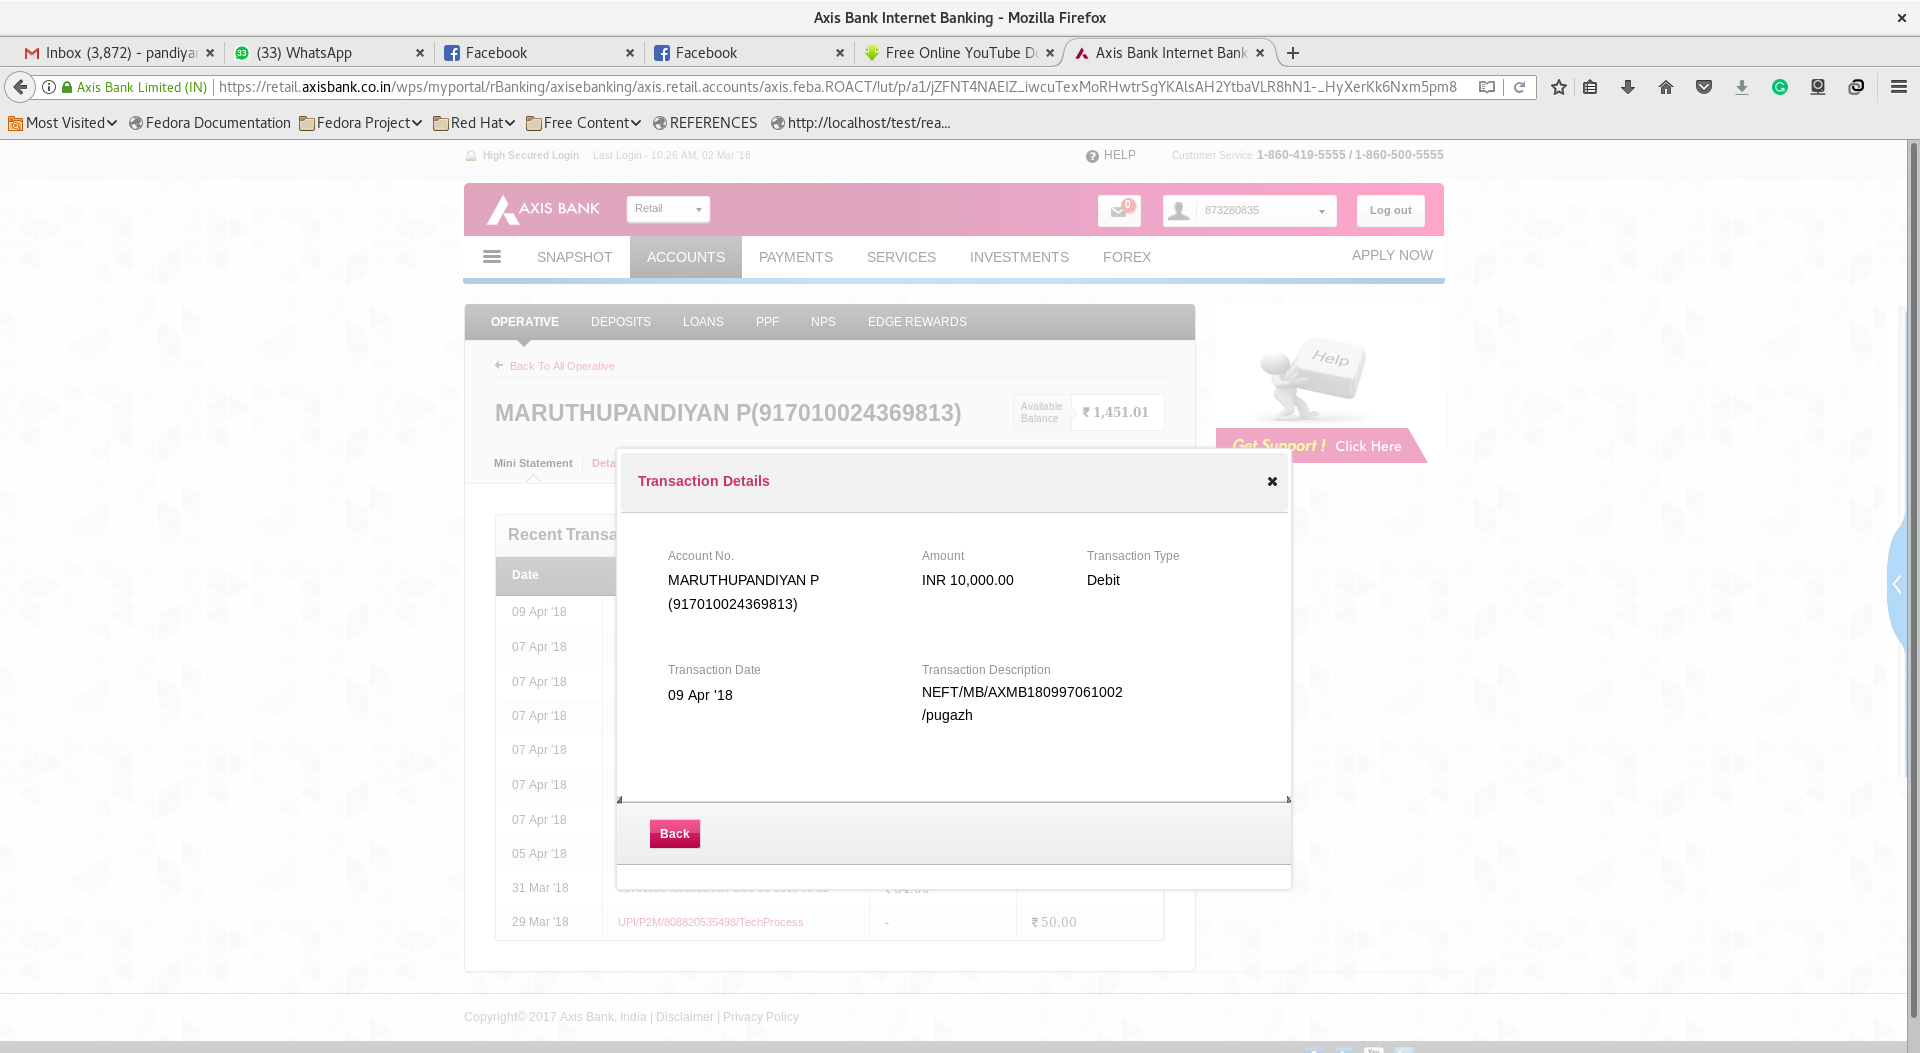 Axis Bank Internet Banking - Mozilla Firefox
Inbox (3,872) - pandiya
(33) WhatsApp
Facebook
Facebook
Free Online YouTube Do
Axis Bank Internet Bank
Axis Bank Limited (IN)
https://retail.axisbank.co.in/wps/myportal/rBanking/axisebanking/axis.retail.accounts/axis.feba.ROACT/!ut/p/a1/jZFNT4NAEIZ_iwcuTexMoRHwtrSgYKAlsAH2YtbaVLR8hN1-_HyXerKk6Nxm5pm8
Most Visited
Fedora Documentation
Fedora Project
Red Hat
Free Content
REFERENCES
http://localhost/test/rea...
High Secured Login
Last Login - 10.26 AM, 02 Mar '18
HELP
Customer Service 1-860-419-5555 / 1-860-500-5555
AXIS BANK
Retail
0
873280835
Log out
SNAPSHOT
ACCOUNTS
PAYMENTS
SERVICES
INVESTMENTS
FOREX
APPLY NOW
OPERATIVE
DEPOSITS
LOANS
PPF
NPS
EDGE REWARDS
Back To All Operative
MARUTHUPANDIYAN P(917010024369813)
Available
Balance
₹ 1,451.01
Help
Get Support ! Click Here
Mini Statement
Deta
Transaction Details
Recent Transa
Date
Account No.
Amount
Transaction Type
MARUTHUPANDIYAN P
(917010024369813)
INR 10,000.00
Debit
Transaction Date
Transaction Description
09 Apr '18
NEFT/MB/AXMB180997061002
/pugazh
09 Apr '18
07 Apr '18
07 Apr '18
07 Apr '18
07 Apr '18
07 Apr '18
07 Apr '18
05 Apr '18
Back
31 Mar '18
29 Mar '18
UPI/P2M/808820535498/TechProcess
-
₹ 50.00
Copyright© 2017 Axis Bank, India | Disclaimer | Privacy Policy